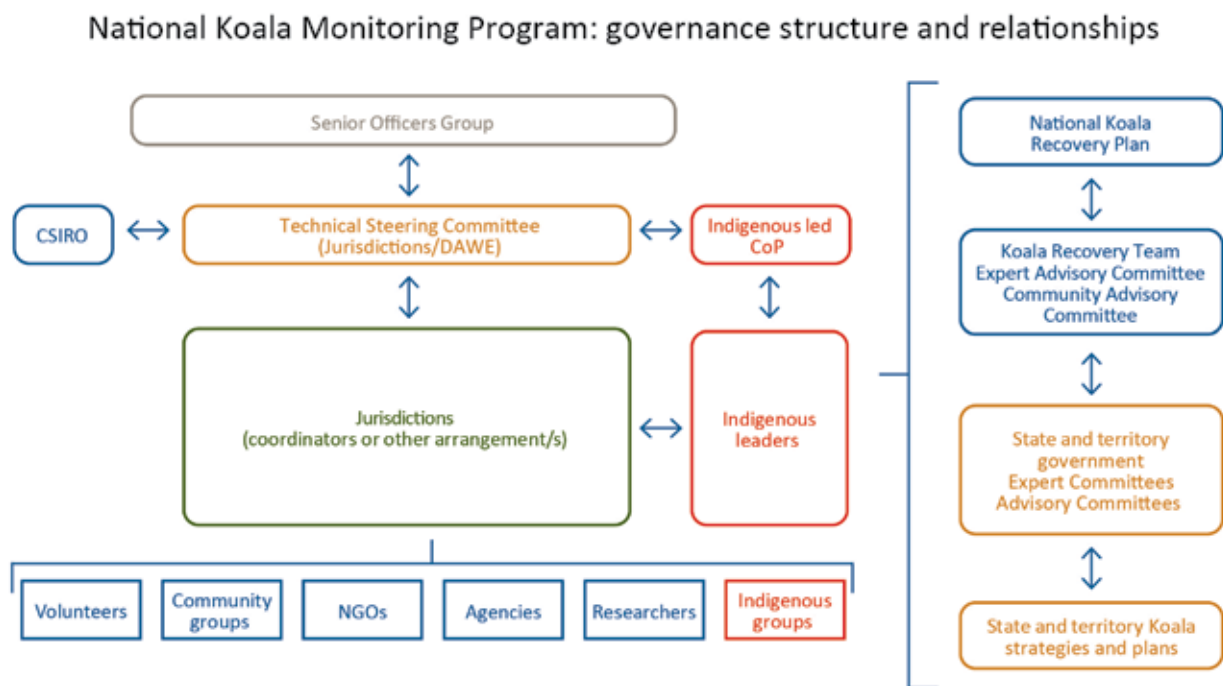 National Koala Monitoring Program: governance structure and relationships
Senior Officers Group
CSIRO
Technical Steering Committee
(Jurisdictions/DAWE)
Indigenous led
CoP
Jurisdictions
(coordinators or other arrangement/s)
Indigenous
leaders
Volunteers
Community
groups
NGOs
Agencies
Researchers
Indigenous
groups
National Koala
Recovery Plan
Koala Recovery Team
Expert Advisory Committee
Community Advisory
Committee
State and territory
government
Expert Committees
Advisory Committees
State and territory Koala
strategies and plans